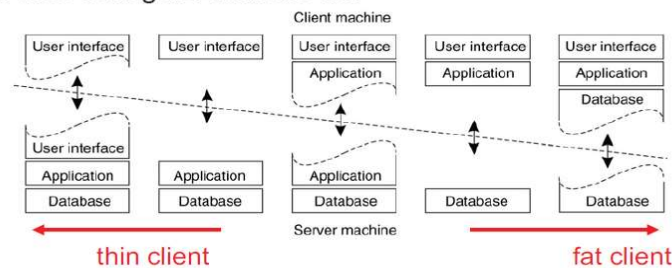 Client machine
User interface User interface User interface User interface User interface
Application Application Application
Database
User interface
Application Application Application
Database Database Database Database Database
Server machine
thin client fat client